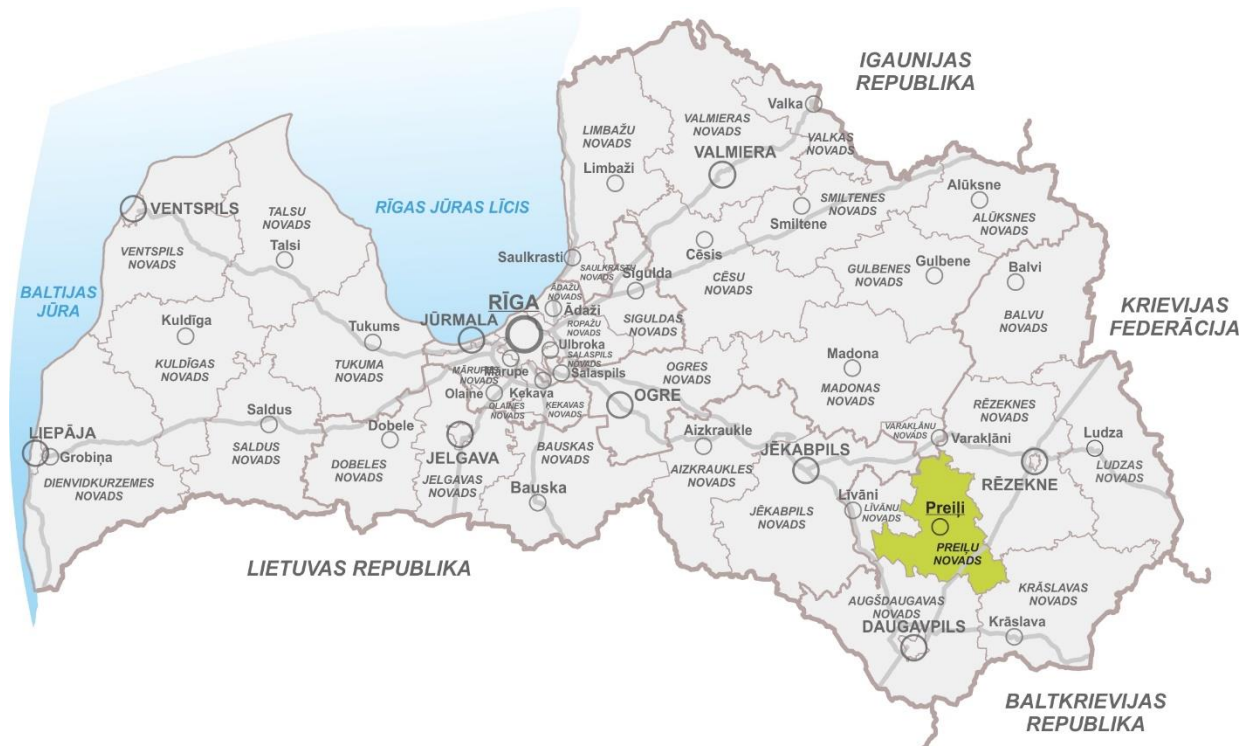 IGAUNIJAS
REPUBLIKA
Valka
LIMBAŽU
NOVADS
VALMIERAS
NOVADS
VALKAS
NOVADS
VALMIERA
Limbaži
Alūksne
SMILTENES
NOVADS
ALŪKSNES
NOVADS
Smiltene
VENTSPILS
TALSU
NOVADS
RĪGAS JŪRAS LĪCIS
VENTSPILS
NOVADS
Talsi
Saulkrasti
SAULKRASTU
NOVADS
Cēsis
CĒSU
NOVADS
Sigulda
GULBENES
NOVADS
Gulbene
Balvi
BALVU
NOVADS
BALTIJAS
JŪRA
KRIEVIJAS
FEDERĀCIJA
RĪGA
ĀDAŽU
NOVADS
Ādaži
Kuldīga
KULDĪGAS
NOVADS
Tukums
JŪRMALA
ROPAŽU
NOVADS
SIGULDAS
NOVADS
TUKUMA
NOVADS
Ulbroka
SALASPILS
NOVADS
Mārupe
MĀRUPES
NOVADS
Salaspils
OGRES
NOVADS
Madona
MADONAS
NOVADS
Olaine
OLAINES
NOVADS
Ķekava
ĶEKAVAS
NOVADS
OGRE
RĒZEKNES
NOVADS
Saldus
SALDUS
NOVADS
Dobele
DOBELES
NOVADS
LIEPĀJA
Grobiņa
DIENVIDKURZEMES
NOVADS
JELGAVA
JELGAVAS
NOVADS
BAUSKAS
NOVADS
Bauska
Aizkraukle
AIZKRAUKLES
NOVADS
JĒKABPILS
JĒKABPILS
NOVADS
VARAKĻĀNU
NOVADS
Varakļāni
Ludza
LUDZAS
NOVADS
RĒZEKNE
Līvāni
LĪVĀNU
NOVADS
Preiļi
PREIĻU
NOVADS
LIETUVAS REPUBLIKA
AUGŠDAUGAVAS
NOVADS
DAUGAVPILS
KRĀSLAVAS
NOVADS
Krāslava
BALTKRIEVIJAS
REPUBLIKA